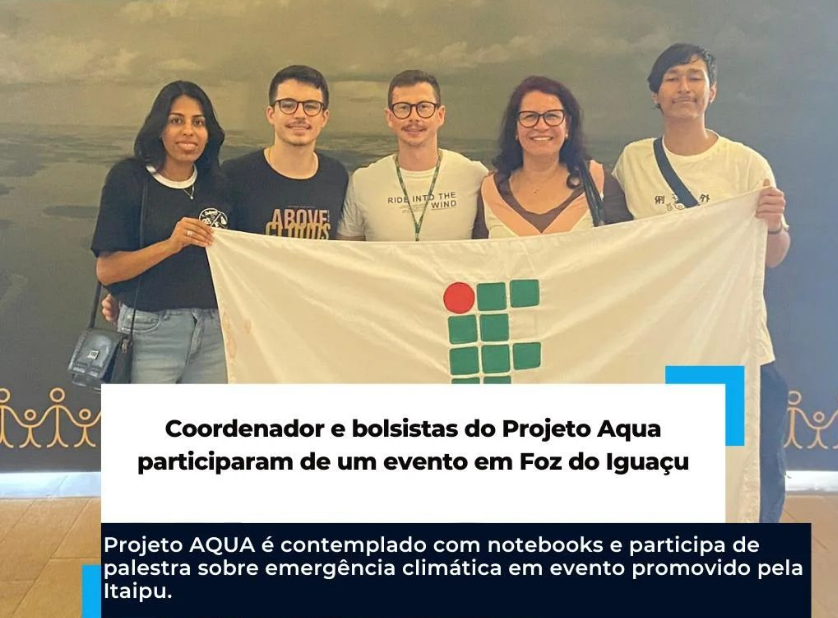 ABOVE
CLOUDS
RIDE INTO THE
WIND
Coordenador e bolsistas do Projeto Aqua
participaram de um evento em Foz do Iguaçu
Projeto AQUA é contemplado com notebooks e participa de
palestra sobre emergência climática em evento promovido pela
Itaipu.